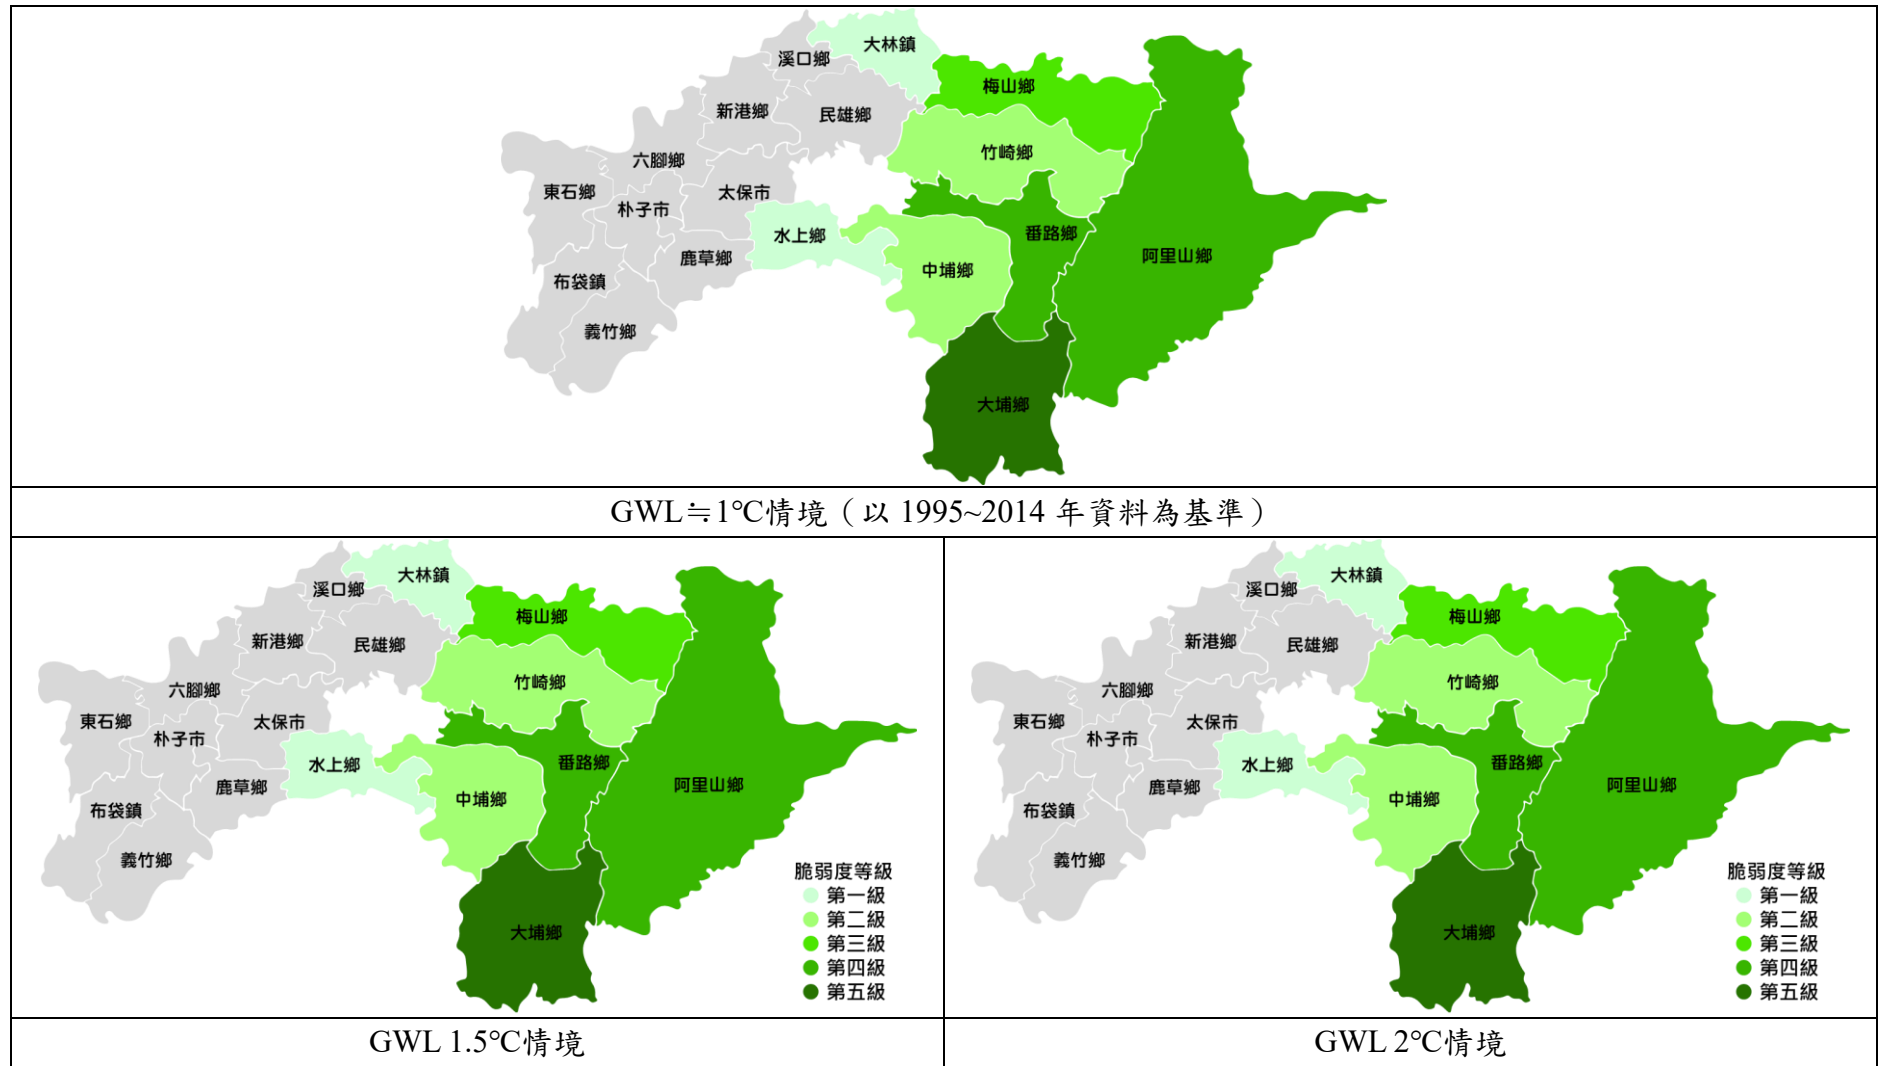 大林鎮
溪口鄉
梅山鄉
新港鄉
民雄鄉
竹崎鄉
六腳鄉
東石鄉
太保市
朴子市
水上鄉
番路鄉
鹿草鄉
阿里山鄉
中埔鄉
布袋鎮
義竹鄉
大埔鄉
GWL≒1℃情境（以 1995~2014 年資料為基準）
大林鎮
溪口鄉
梅山鄉
新港鄉
民雄鄉
竹崎鄉
六腳鄉
東石鄉
太保市
朴子市
水上鄉
番路鄉
鹿草鄉
阿里山鄉
中埔鄉
布袋鎮
義竹鄉
大埔鄉
脆弱度等級
第一級
第二級
第三級
第四級
第五級
GWL 1.5℃情境
大林鎮
溪口鄉
梅山鄉
新港鄉
民雄鄉
竹崎鄉
六腳鄉
東石鄉
太保市
朴子市
水上鄉
番路鄉
鹿草鄉
阿里山鄉
中埔鄉
布袋鎮
義竹鄉
大埔鄉
脆弱度等級
第一級
第二級
第三級
第四級
第五級
GWL 2℃情境